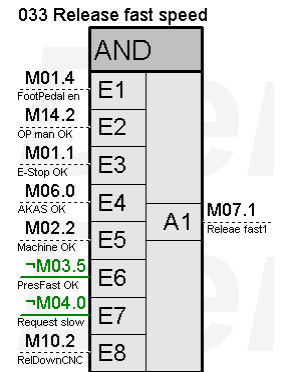 033 Release fast speed
AND
M01.4 E1
FootPedal en
M14.2 E2
OP man OK
M01.1 E3
E-Stop OK
M06.0 E4
AKAS OK
A1 M07.1
Releae fast1
M02.2 E5
Machine OK
¬M03.5 E6
PresFast OK
¬M04.0 E7
Request slow
M10.2 E8
RelDownCNC